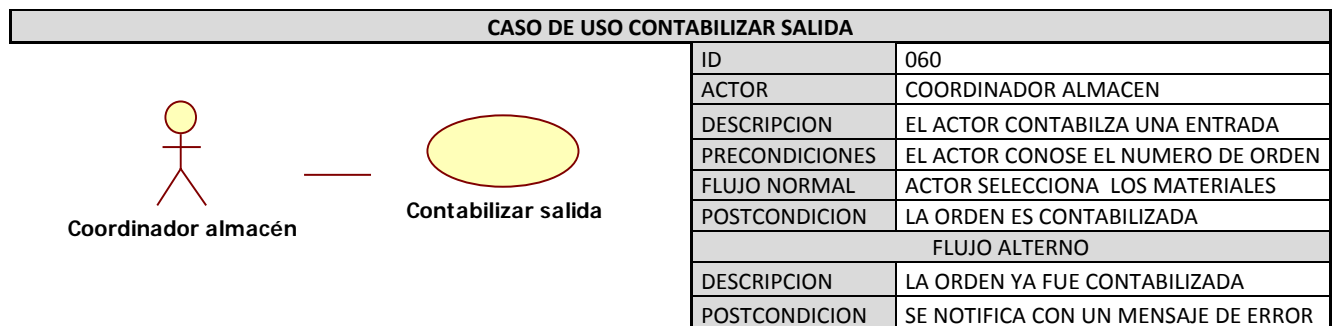 CASO DE USO CONTABILIZAR SALIDA
ID 060
ACTOR COORDINADOR ALMACEN
DESCRIPCION EL ACTOR CONTABILZA UNA ENTRADA
PRECONDICIONES EL ACTOR CONOSE EL NUMERO DE ORDEN
FLUJO NORMAL ACTOR SELECCIONA LOS MATERIALES
POSTCONDICION LA ORDEN ES CONTABILIZADA
FLUJO ALTERNO
DESCRIPCION LA ORDEN YA FUE CONTABILIZADA
POSTCONDICION SE NOTIFICA CON UN MENSAJE DE ERROR
Coordinador almacén
Contabilizar salida